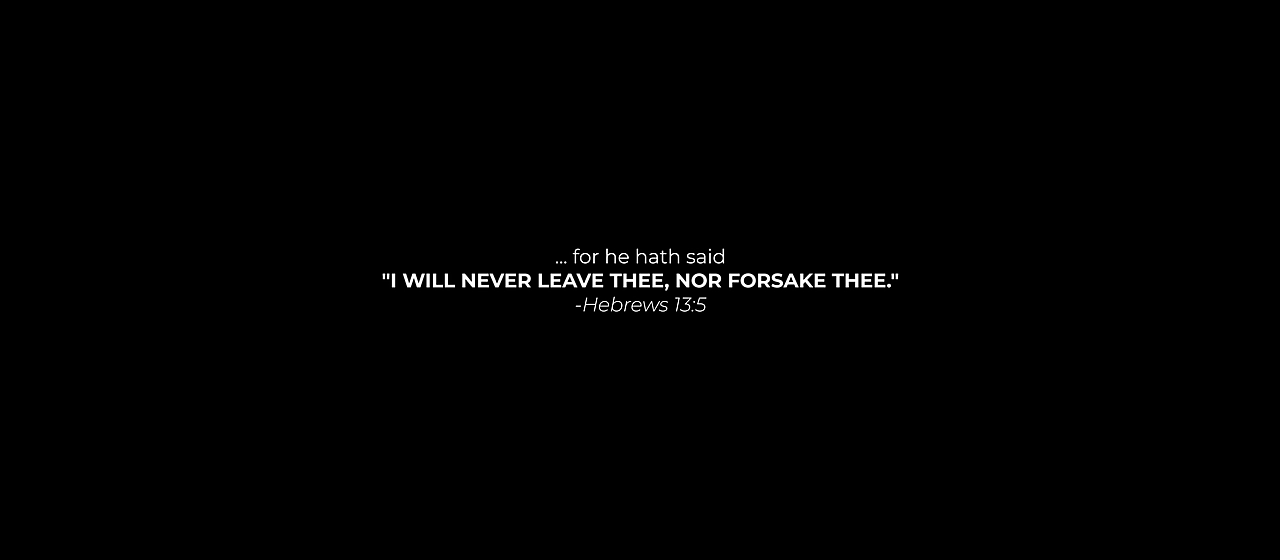 ... for he hath said
"I WILL NEVER LEAVE THEE, NOR FORSAKE THEE."
-Hebrews 13:5